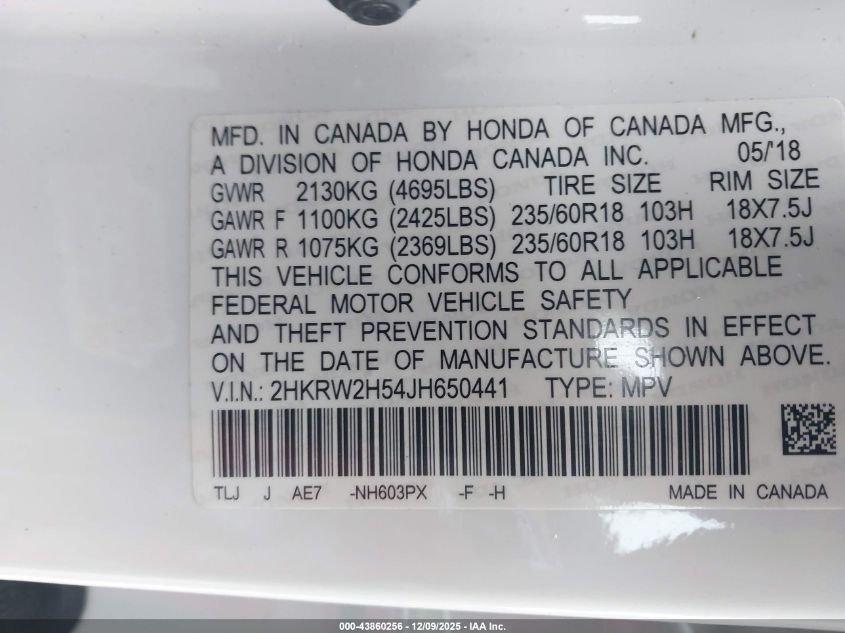 MFD. IN CANADA BY HONDA OF CANADA MFG.,
A DIVISION OF HONDA CANADA INC. 05/'18
GVWR 2130KG (4695LBS) TIRE SIZE RIM SIZE
GAWR F 1100KG (2425LBS) 235/60R18 103H 18X7.5J
GAWR R 1075KG (2369LBS) 235/60R18 103H 18X7.5J
THIS VEHICLE CONFORMS TO ALL APPLICABLE
FEDERAL MOTOR VEHICLE SAFETY
AND THEFT PREVENTION STANDARDS IN EFFECT
ON THE DATE OF MANUFACTURE SHOWN ABOVE.
V.I.N.: 2HKRW2H54JH650441 TYPE: MPV
TLJ J AE7 -NH603PX -F -H MADE IN CANADA
000-43860256 - 12/09/2025 - IAA Inc.